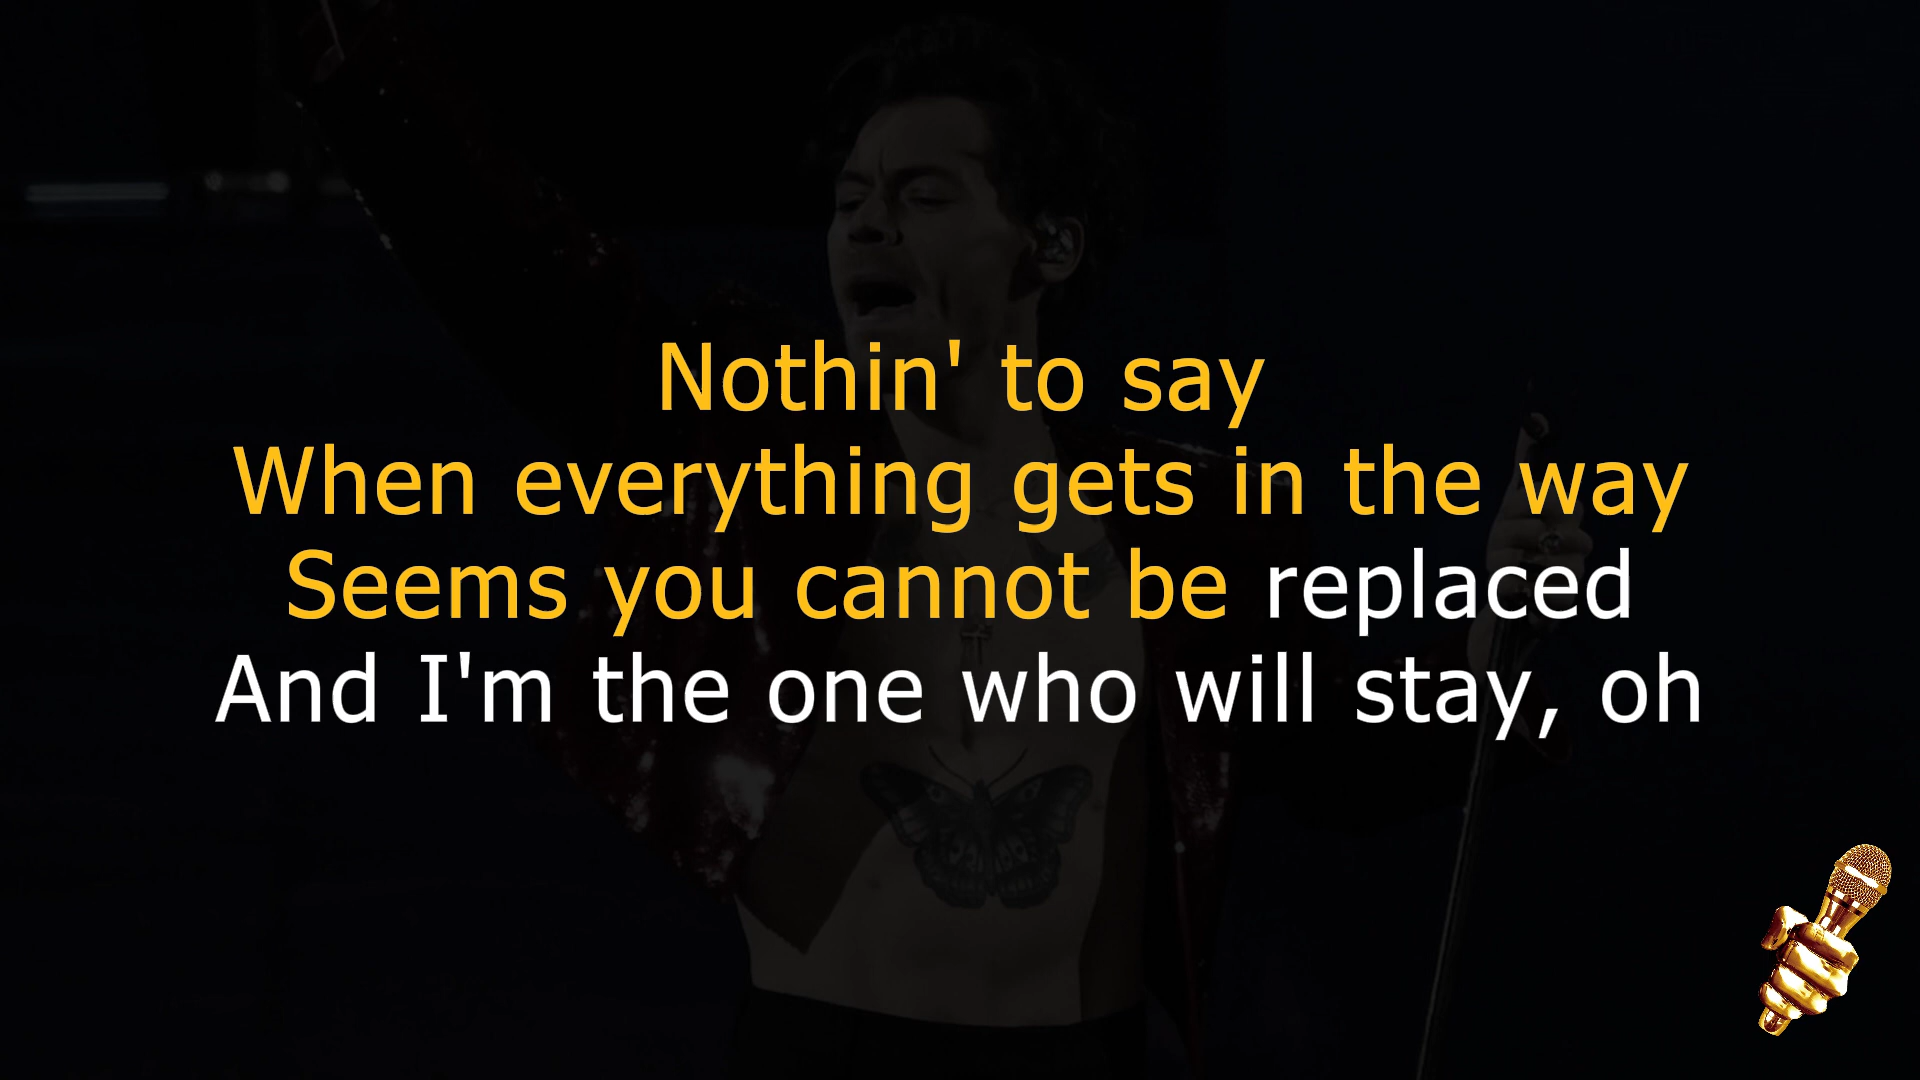 Nothin' to say
When everything gets in the way
Seems you cannot be replaced
And I'm the one who will stay, oh